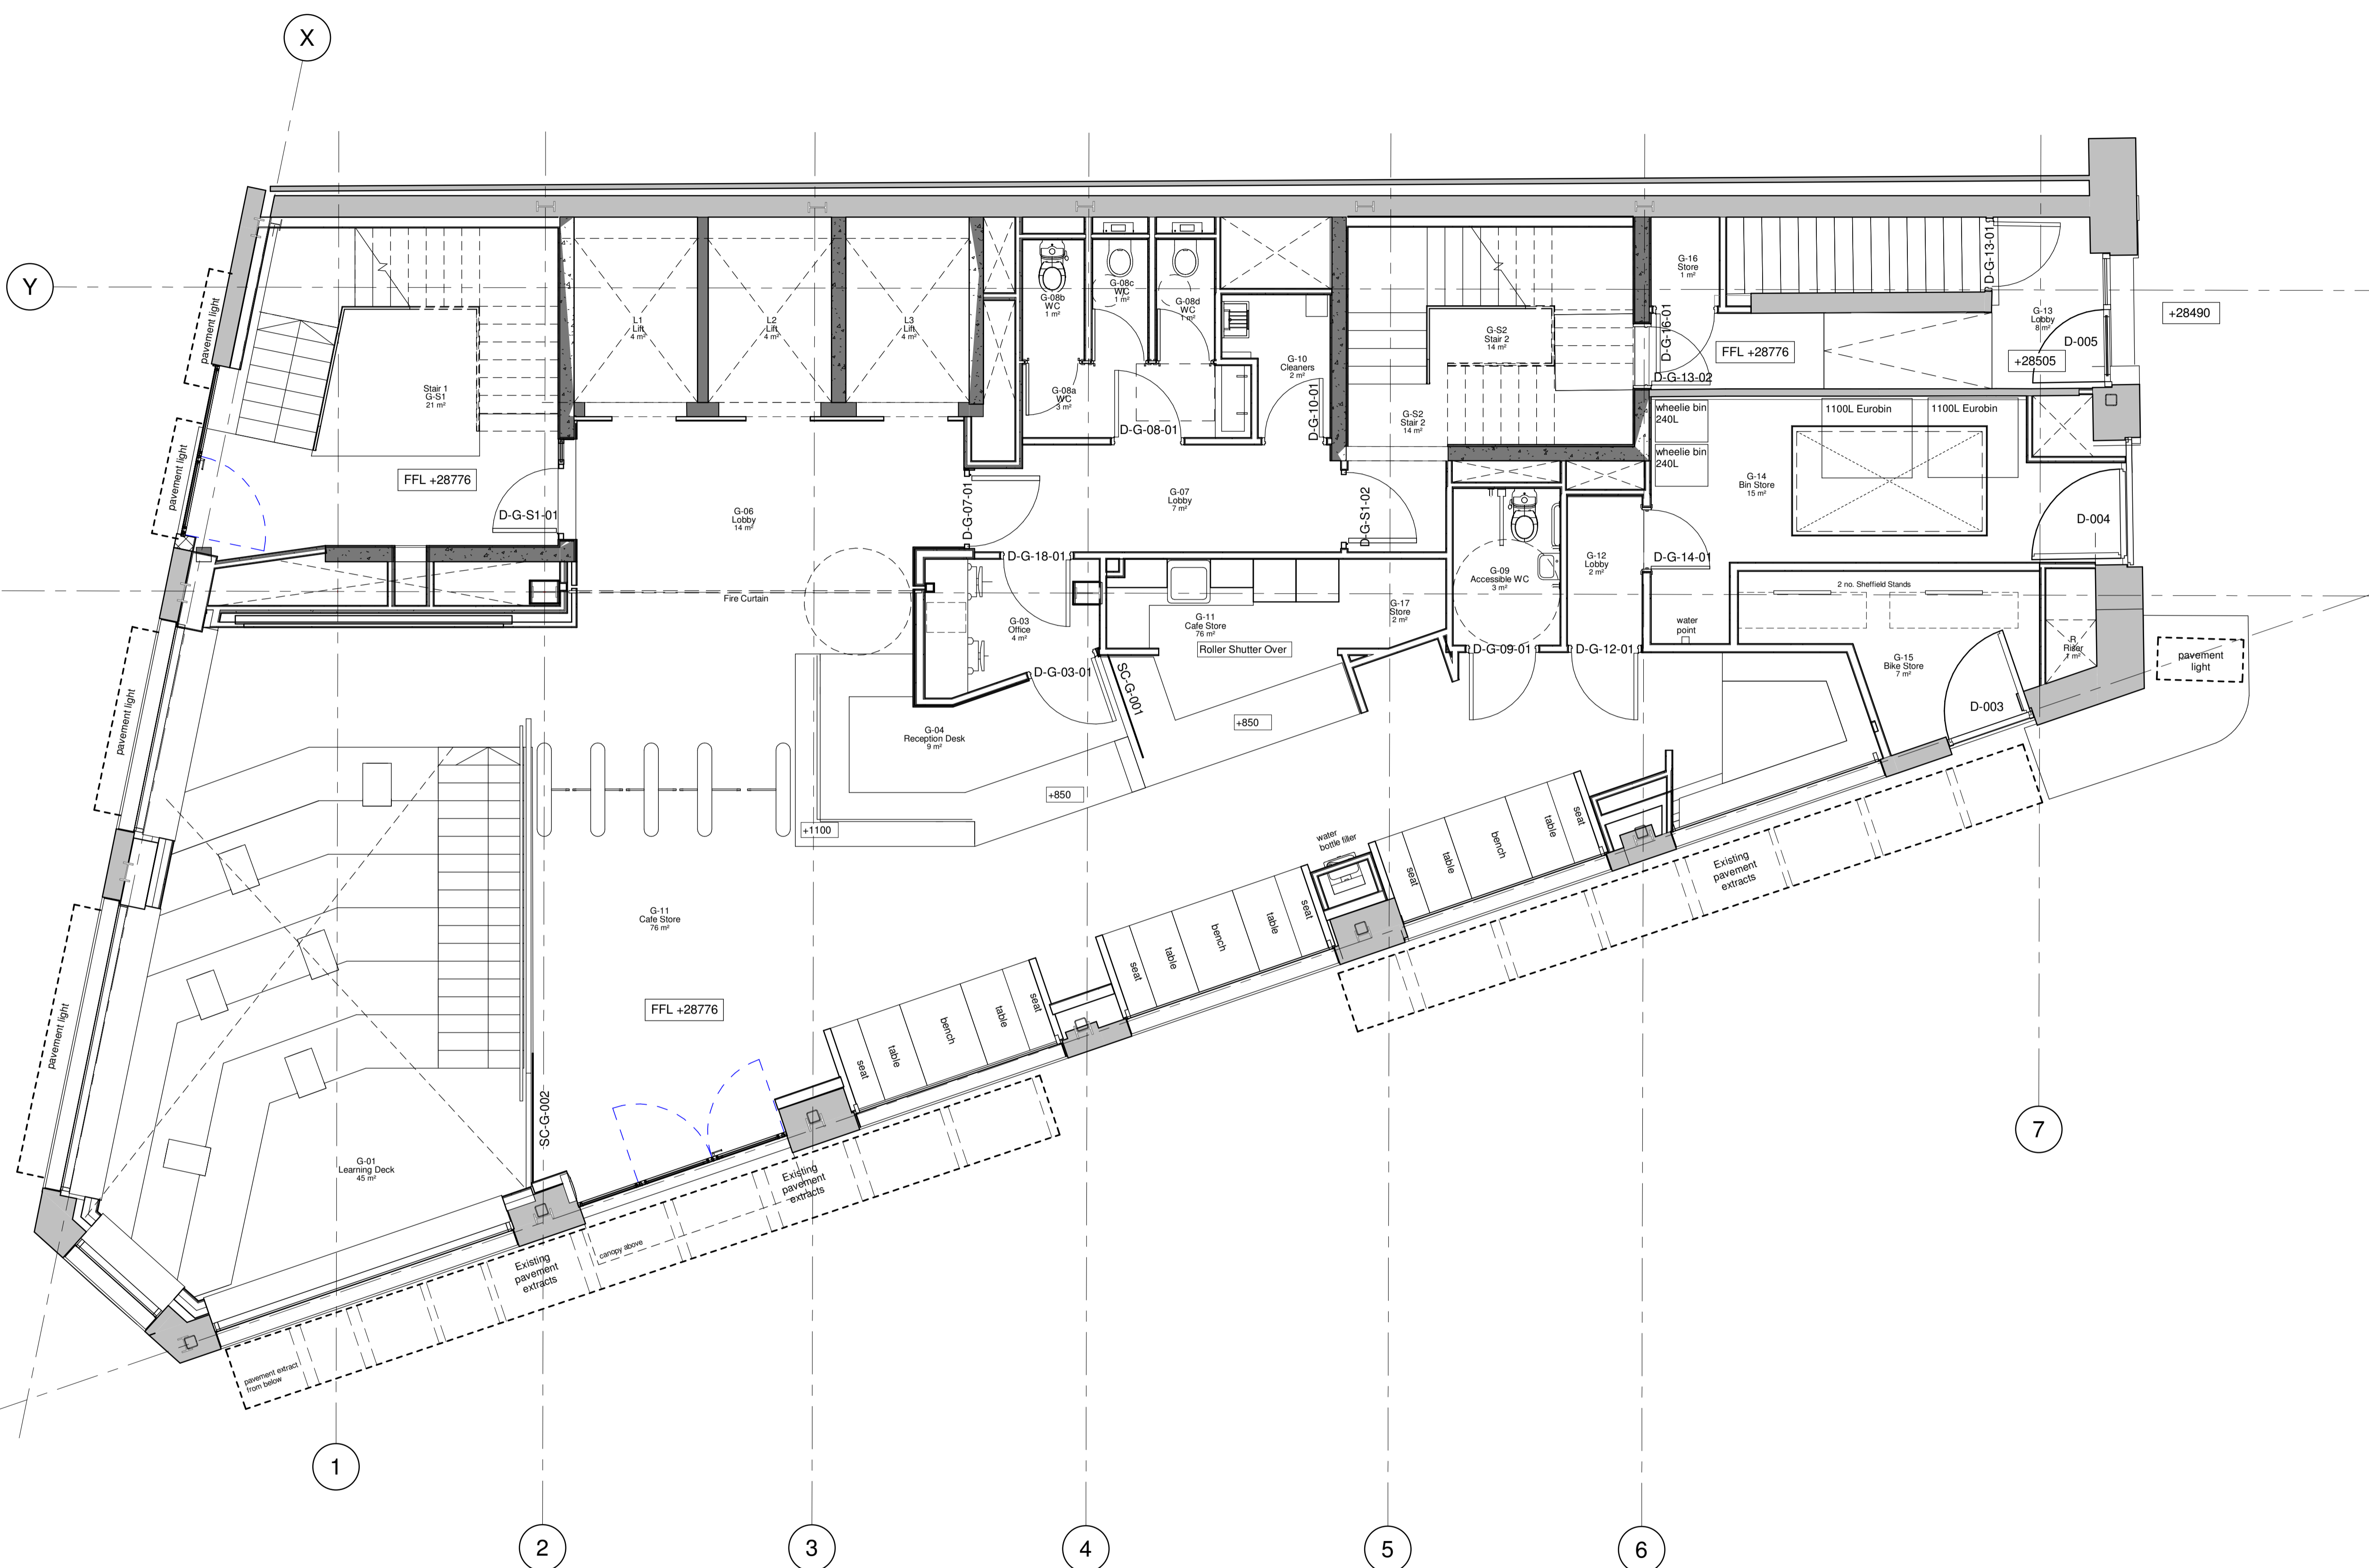 X
Y
pavement light
pavement light
pavement light
pavement light
Stair 1
G-S1
21 m²
FFL +28776
D-G-S1-01
L1
Lift
4 m²
L2
Lift
4 m²
L3
Lift
4 m²
G-06
Lobby
14 m²
D-G-07-01
Fire Curtain
G-08b
WC
1 m²
G-08c
WC
1 m²
G-08d
WC
1 m²
G-08a
WC
3 m²
D-G-08-01
G-10
Cleaners
2 m²
D-G-10-01
G-07
Lobby
7 m²
D-G-S1-02
D-G-18-01
G-S2
Stair 2
14 m²
G-S2
Stair 2
14 m²
G-16
Store
1 m²
D-G-16-01
D-G-13-02
FFL +28776
D-G-13-01
G-13
Lobby
8 m²
+28505
D-005
+28490
wheelie bin
240L
wheelie bin
240L
1100L Eurobin
1100L Eurobin
G-14
Bin Store
15 m²
D-004
D-G-14-01
G-12
Lobby
2 m²
G-09
Accessible WC
3 m²
D-G-09-01
D-G-12-01
water
point
2 no. Sheffield Stands
G-15
Bike Store
7 m²
D-003
R
Riser
1 m²
pavement
light
G-03
Office
4 m²
D-G-03-01
SC-G-001
G-11
Cafe Store
76 m²
Roller Shutter Over
G-17
Store
2 m²
+850
G-04
Reception Desk
9 m²
+850
+1100
G-11
Cafe Store
76 m²
FFL +28776
SC-G-002
G-01
Learning Deck
45 m²
seat
table
bench
table
seat
seat
table
bench
table
seat
water
bottle filler
seat
table
bench
table
seat
Existing
pavement
extracts
Existing
pavement
extracts
Existing
pavement
extracts
canopy above
pavement extract
from below
1
2
3
4
5
6
7